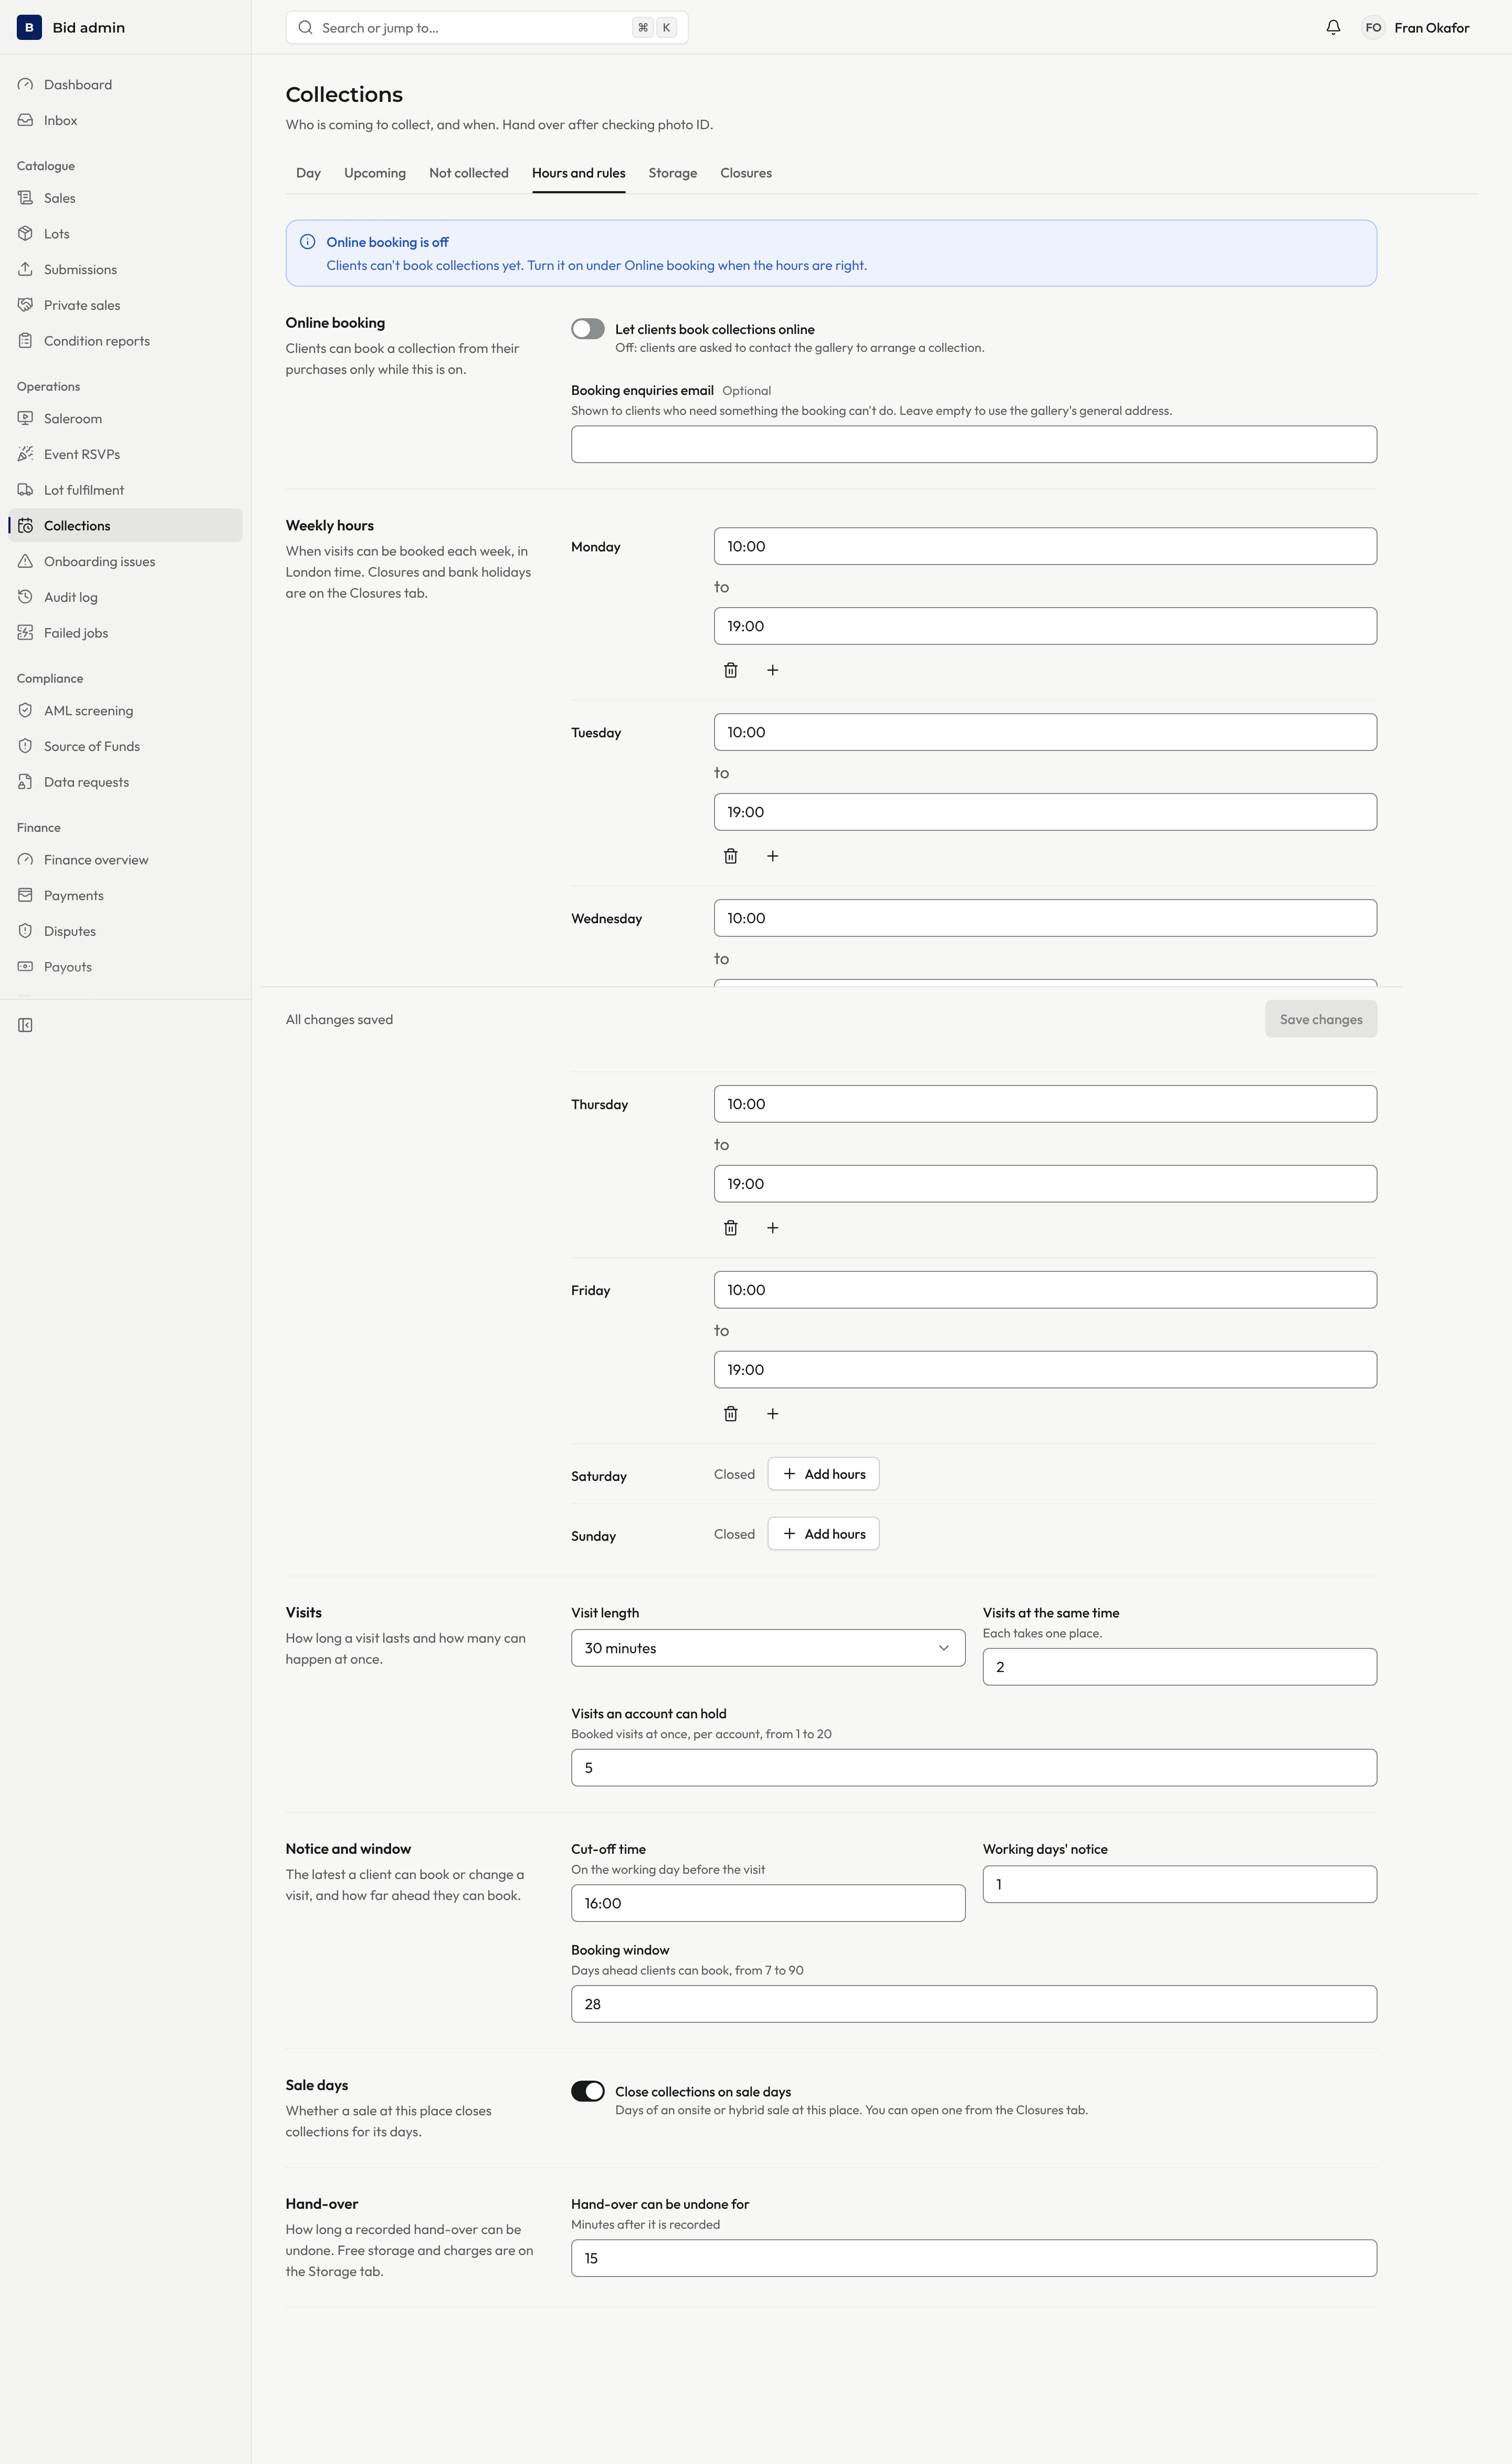 B Bid admin
Search or jump to...
⌘ K
FO Fran Okafor
Dashboard
Inbox
Catalogue
Sales
Lots
Submissions
Private sales
Condition reports
Operations
Saleroom
Event RSVPs
Lot fulfilment
Collections
Onboarding issues
Audit log
Failed jobs
Compliance
AML screening
Source of Funds
Data requests
Finance
Finance overview
Payments
Disputes
Payouts
Collections
Who is coming to collect, and when. Hand over after checking photo ID.
Day Upcoming Not collected Hours and rules Storage Closures
Online booking is off
Clients can't book collections yet. Turn it on under Online booking when the hours are right.
Online booking
Clients can book a collection from their
purchases only while this is on.
Let clients book collections online
Off: clients are asked to contact the gallery to arrange a collection.
Booking enquiries email Optional
Shown to clients who need something the booking can't do. Leave empty to use the gallery's general address.
Weekly hours
When visits can be booked each week, in
London time. Closures and bank holidays
are on the Closures tab.
Monday 10:00
to
19:00
Tuesday 10:00
to
19:00
Wednesday 10:00
to
All changes saved Save changes
Thursday 10:00
to
19:00
Friday 10:00
to
19:00
Saturday Closed Add hours
Sunday Closed Add hours
Visits
How long a visit lasts and how many can
happen at once.
Visit length
30 minutes
Visits at the same time
Each takes one place.
2
Visits an account can hold
Booked visits at once, per account, from 1 to 20
5
Notice and window
The latest a client can book or change a
visit, and how far ahead they can book.
Cut-off time
On the working day before the visit
16:00
Working days' notice
1
Booking window
Days ahead clients can book, from 7 to 90
28
Sale days
Whether a sale at this place closes
collections for its days.
Close collections on sale days
Days of an onsite or hybrid sale at this place. You can open one from the Closures tab.
Hand-over
How long a recorded hand-over can be
undone. Free storage and charges are on
the Storage tab.
Hand-over can be undone for
Minutes after it is recorded
15